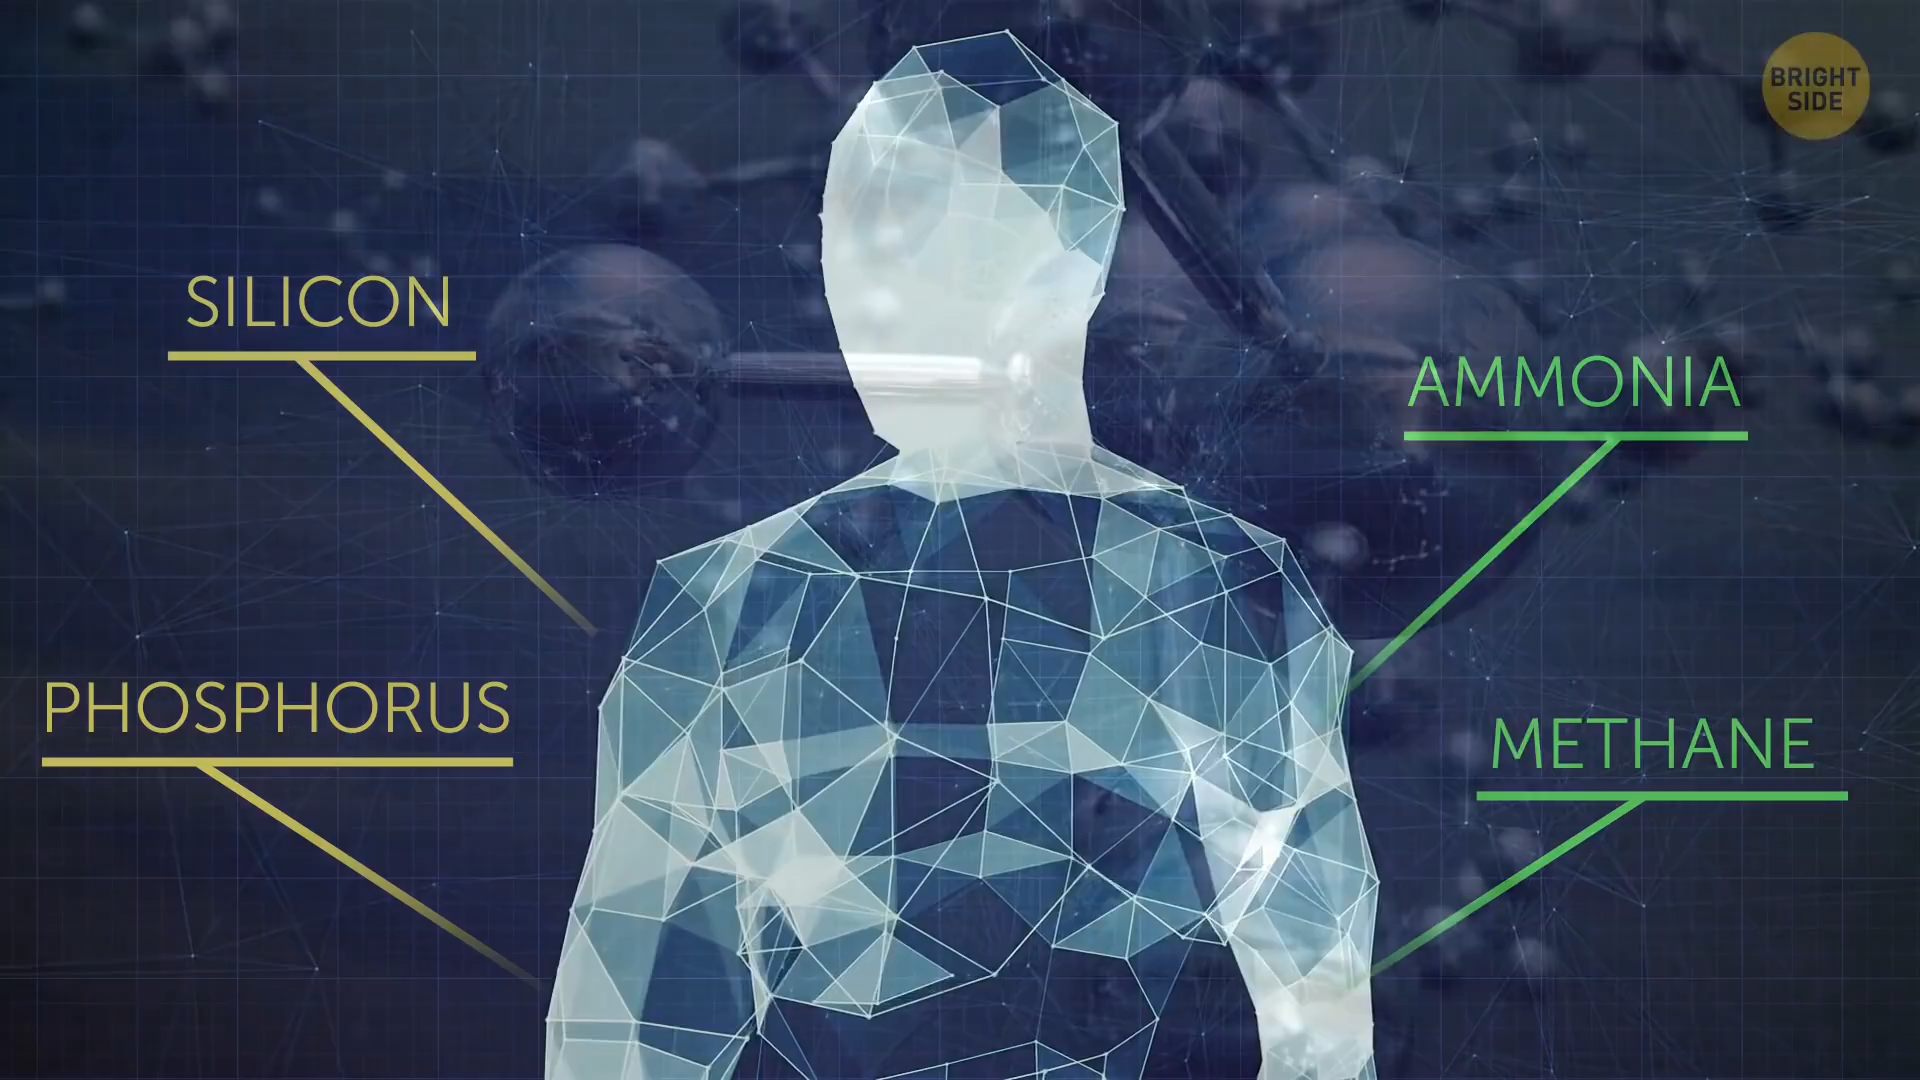 BRIGHT
SIDE
SILICON
AMMONIA
PHOSPHORUS
METHANE